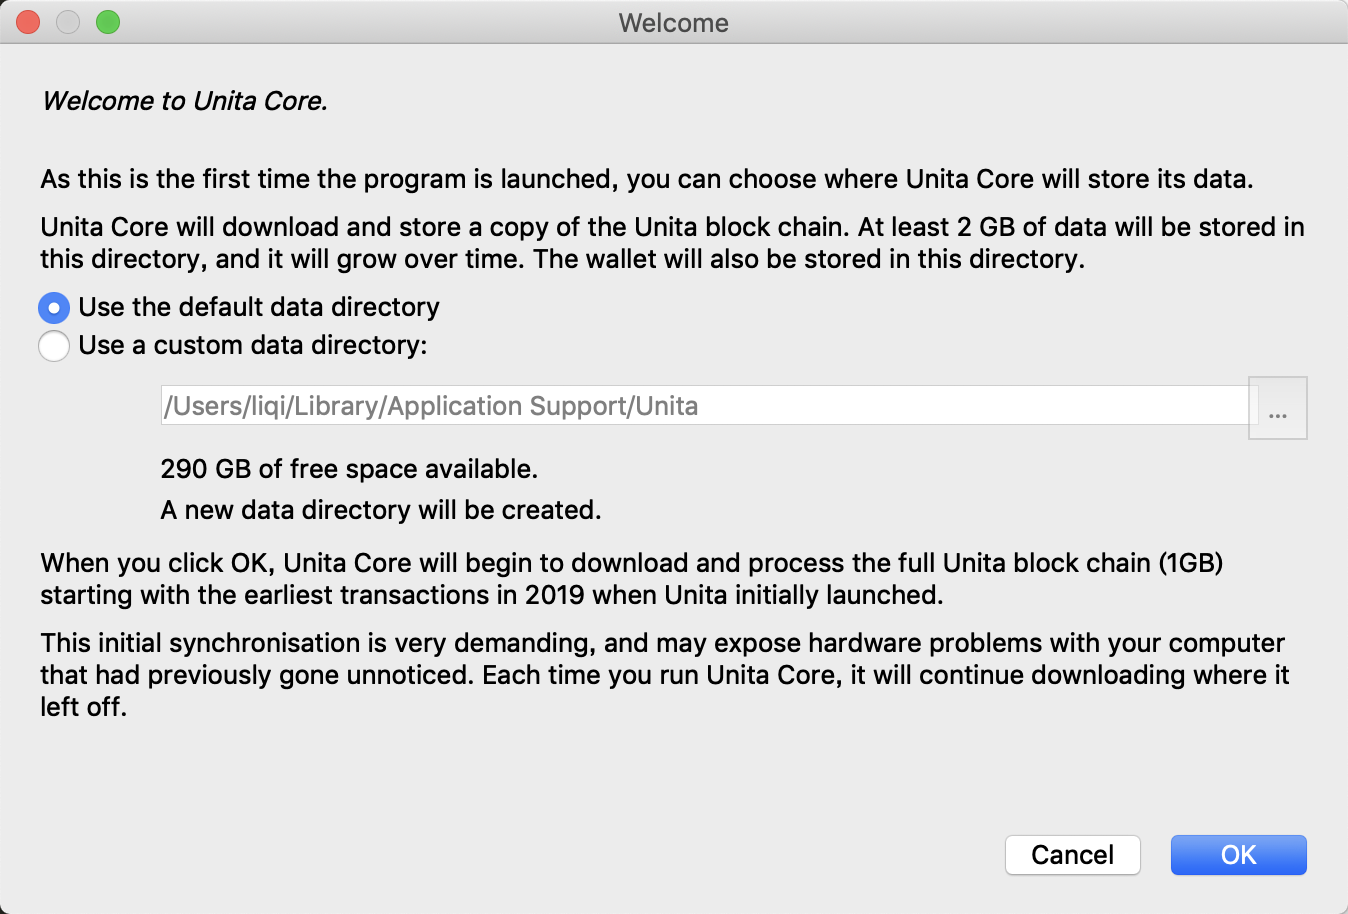 Welcome
Welcome to Unita Core.
As this is the first time the program is launched, you can choose where Unita Core will store its data.
Unita Core will download and store a copy of the Unita block chain. At least 2 GB of data will be stored in
this directory, and it will grow over time. The wallet will also be stored in this directory.
Use the default data directory
Use a custom data directory:
/Users/liqi/Library/Application Support/Unita
...
290 GB of free space available.
A new data directory will be created.
When you click OK, Unita Core will begin to download and process the full Unita block chain (1GB)
starting with the earliest transactions in 2019 when Unita initially launched.
This initial synchronisation is very demanding, and may expose hardware problems with your computer
that had previously gone unnoticed. Each time you run Unita Core, it will continue downloading where it
left off.
Cancel
OK